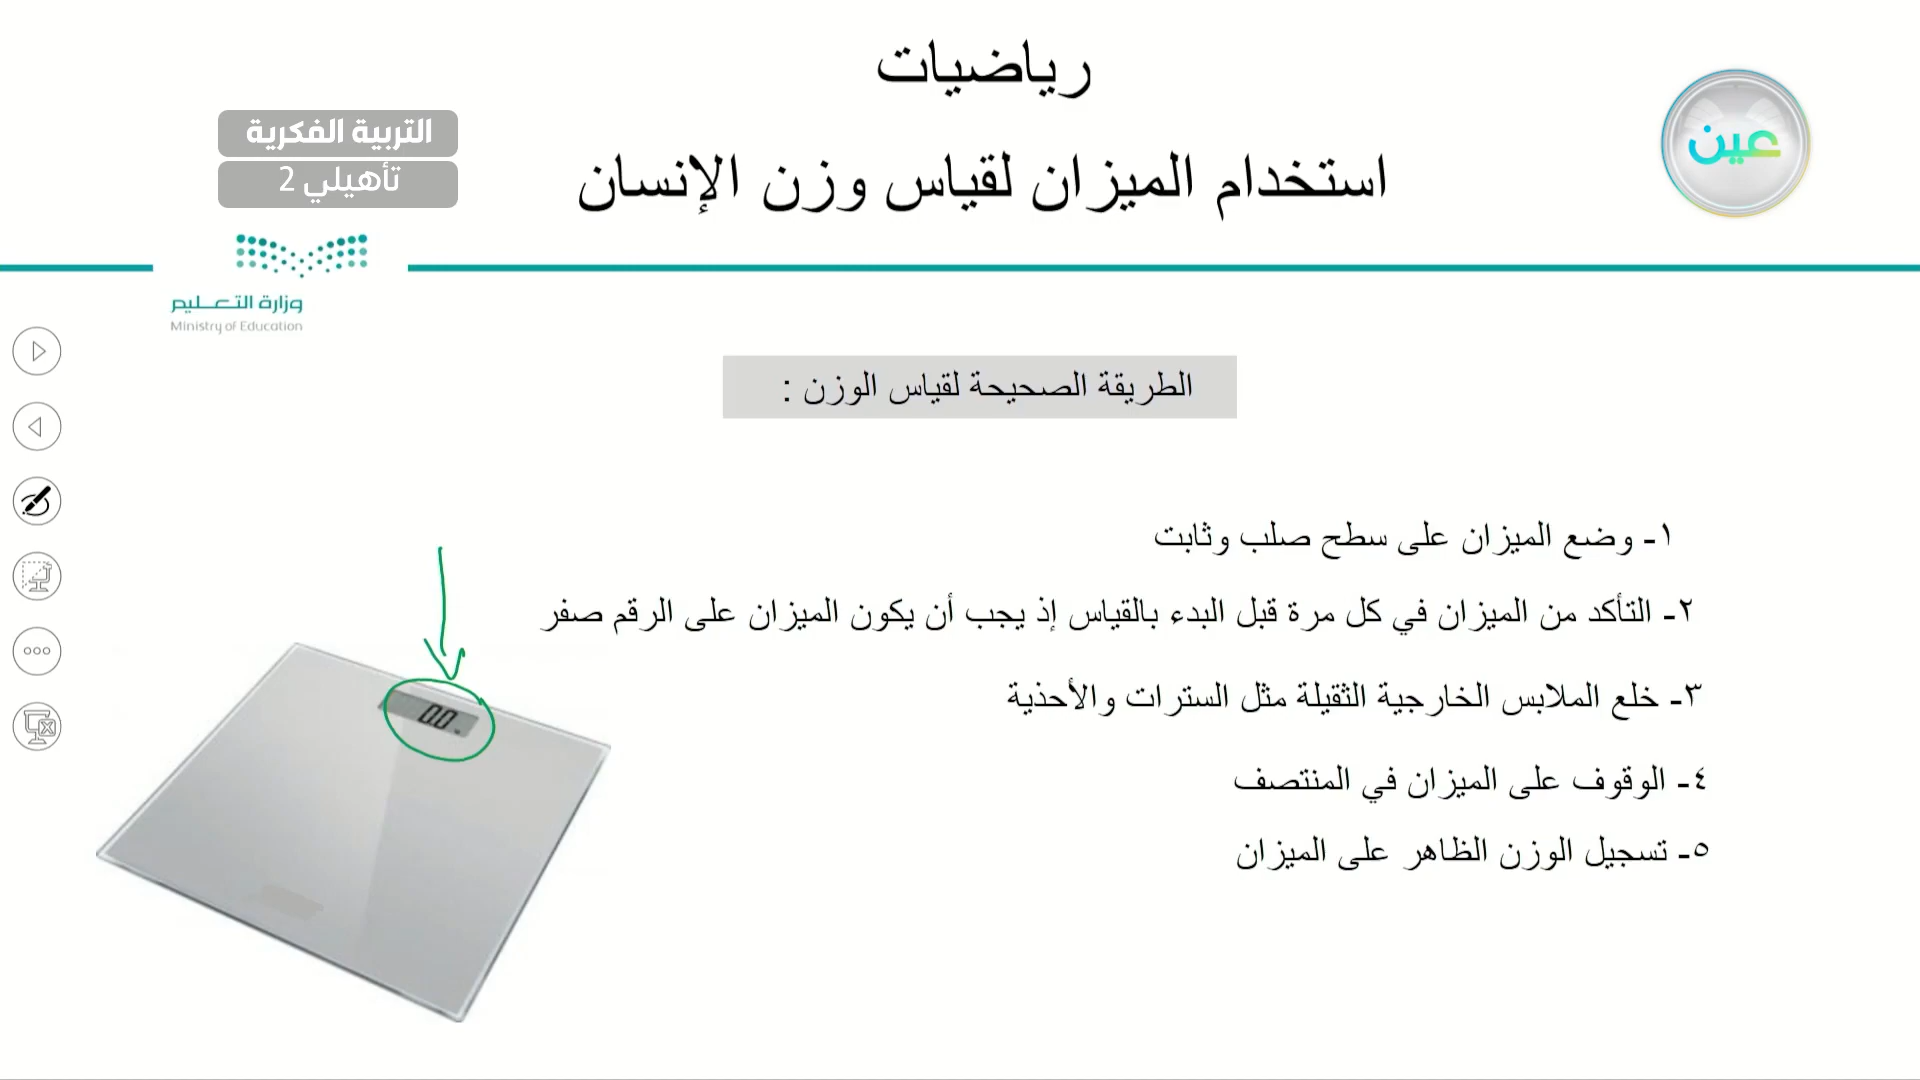 رياضيات
عين
التربية الفكرية
تأهيلي 2
استخدام الميزان لقياس وزن الإنسان
وزارة التعليم
Ministry of Education
الطريقة الصحيحة لقياس الوزن :
١- وضع الميزان على سطح صلب وثابت
٢- التأكد من الميزان في كل مرة قبل البدء بالقياس إذ يجب أن يكون الميزان على الرقم صفر
٣- خلع الملابس الخارجية الثقيلة مثل السترات والأحذية
0.0
٤- الوقوف على الميزان في المنتصف
٥- تسجيل الوزن الظاهر على الميزان